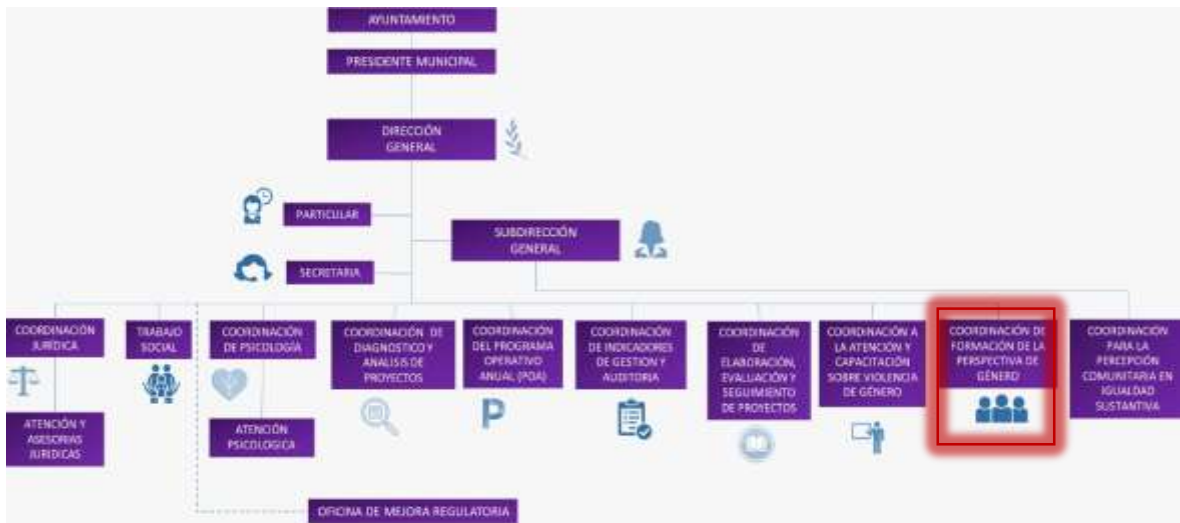 AYUNTAMIENTO
PRESIDENTE MUNICIPAL
DIRECCIÓN
GENERAL
PARTICULAR
SUBDIRECCIÓN
GENERAL
SECRETARIA
COORDINACIÓN
JURÍDICA
TRABAJO
SOCIAL
COORDINACIÓN
DE PSICOLOGÍA
COORDINACIÓN DE
DIAGNOSTICO Y
ANALISIS DE
PROYECTOS
COORDINACIÓN
DEL PROGRAMA
OPERATIVO
ANUAL (POA)
COORDINACIÓN
DE INDICADORES
DE GESTION Y
AUDITORIA
COORDINACIÓN
DE
ELABORACIÓN,
EVALUACIÓN Y
SEGUIMIENTO
DE PROYECTOS
COORDINACIÓN A
LA ATENCIÓN Y
CAPACITACIÓN
SOBRE VIOLENCIA
DE GÉNERO
COORDINACIÓN DE
FORMACIÓN DE LA
PERSPECTIVA DE
GÉNERO
COORDINACIÓN
PARA LA
PERCEPCIÓN
COMUNITARIA EN
IGUALDAD
SUSTANTIVA
P
ATENCIÓN Y
ASESORIAS
JURIDICAS
ATENCIÓN
PSICOLOGICA
OFICINA DE MEJORA REGULATORIA